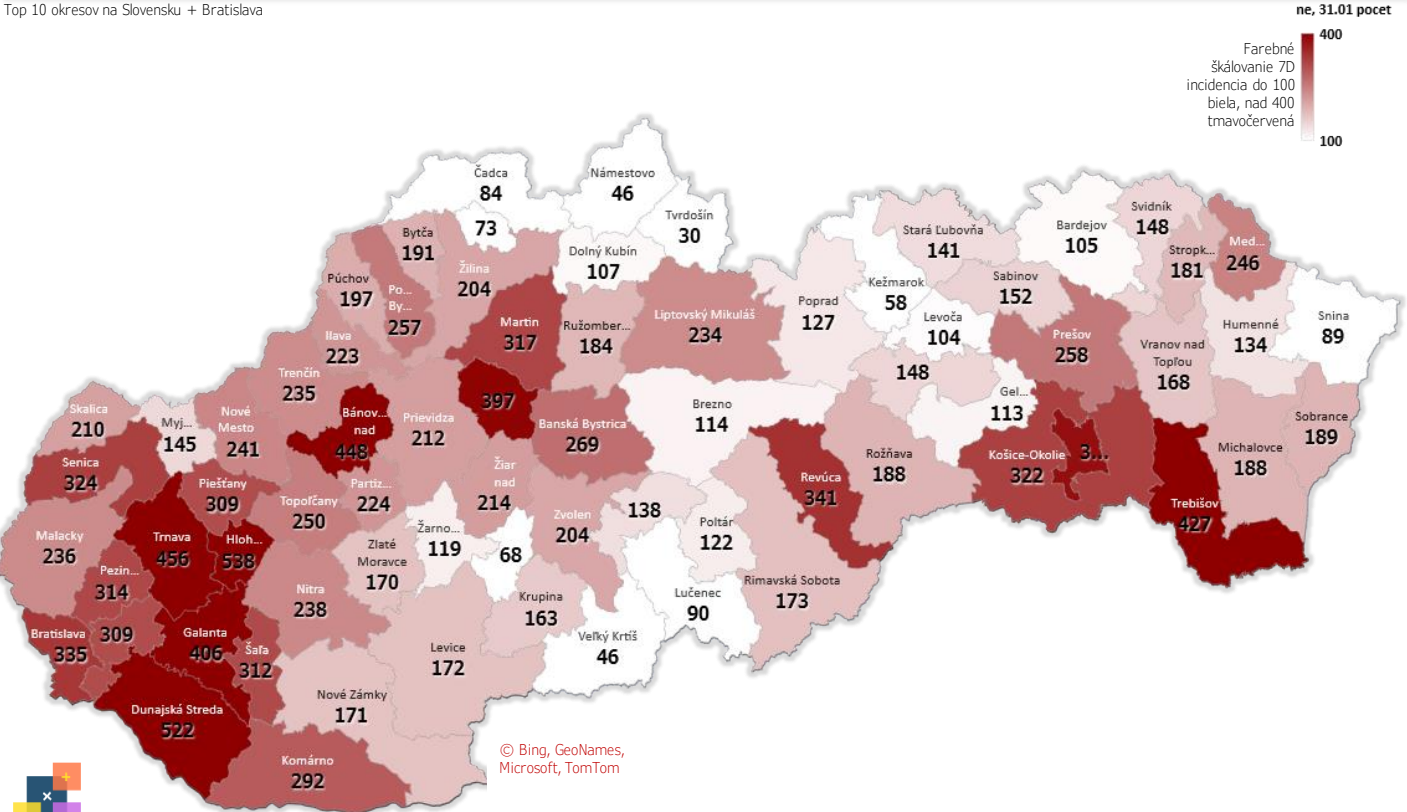 Top 10 okresov na Slovensku + Bratislava
ne, 31.01 pocet
400
Farebné
škálovanie 7D
incidencia do 100
biela, nad 400
tmavočervená
100
Čadca
84
Námestovo
46
73
Tvrdošín
30
Bytča
191
Dolný Kubín
107
Žilina
204
Púchov
197
Po...
By...
257
Stará Ľubovňa
141
Bardejov
105
Svidník
148
Stropk...
181
Med...
246
Kežmarok
58
Sabinov
152
Poprad
127
Levoča
104
Snina
89
Humenné
134
Ilava
223
Martin
317
Ružomber...
184
Liptovský Mikuláš
234
Prešov
258
Vranov nad
Topľou
168
148
Gel...
113
Trenčín
235
Bánov...
nad
448
Prievidza
212
397
Banská Bystrica
269
Brezno
114
Skalica
210
Myj...
145
Nové
Mesto
241
Sobrance
189
Michalovce
188
Košice-Okolie
322
3...
Rožňava
188
Revúca
341
Senica
324
Piešťany
309
Topoľčany
250
Partiz...
224
Žiar
nad
214
Trebišov
427
Malacky
236
Trnava
456
Hloh...
538
Zlaté
Moravce
170
Žarno...
119
68
Zvolen
204
138
Poltár
122
Pezin...
314
Nitra
238
Krupina
163
Lučenec
90
Rimavská Sobota
173
Bratislava
335
309
Galanta
406
Šaľa
312
Levice
172
Veľký Krtíš
46
Dunajská Streda
522
Nové Zámky
171
Komárno
292
© Bing, GeoNames,
Microsoft, TomTom
+
×